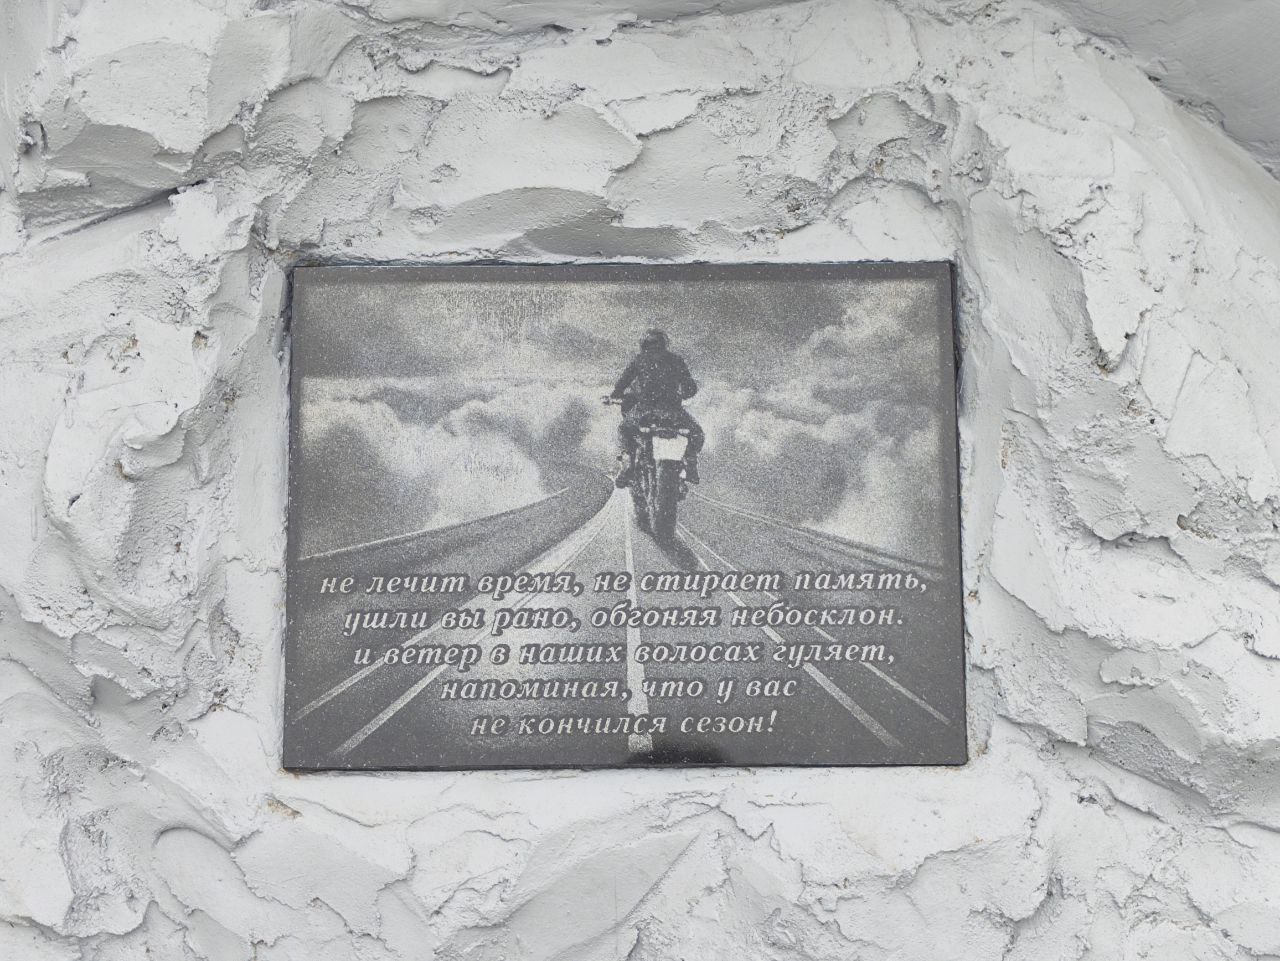 не лечит время, не стирает память,
ушли вы рано, обгоняя небосклон.
и ветер в наших волосах гуляет,
напоминая, что у вас
не кончился сезон!